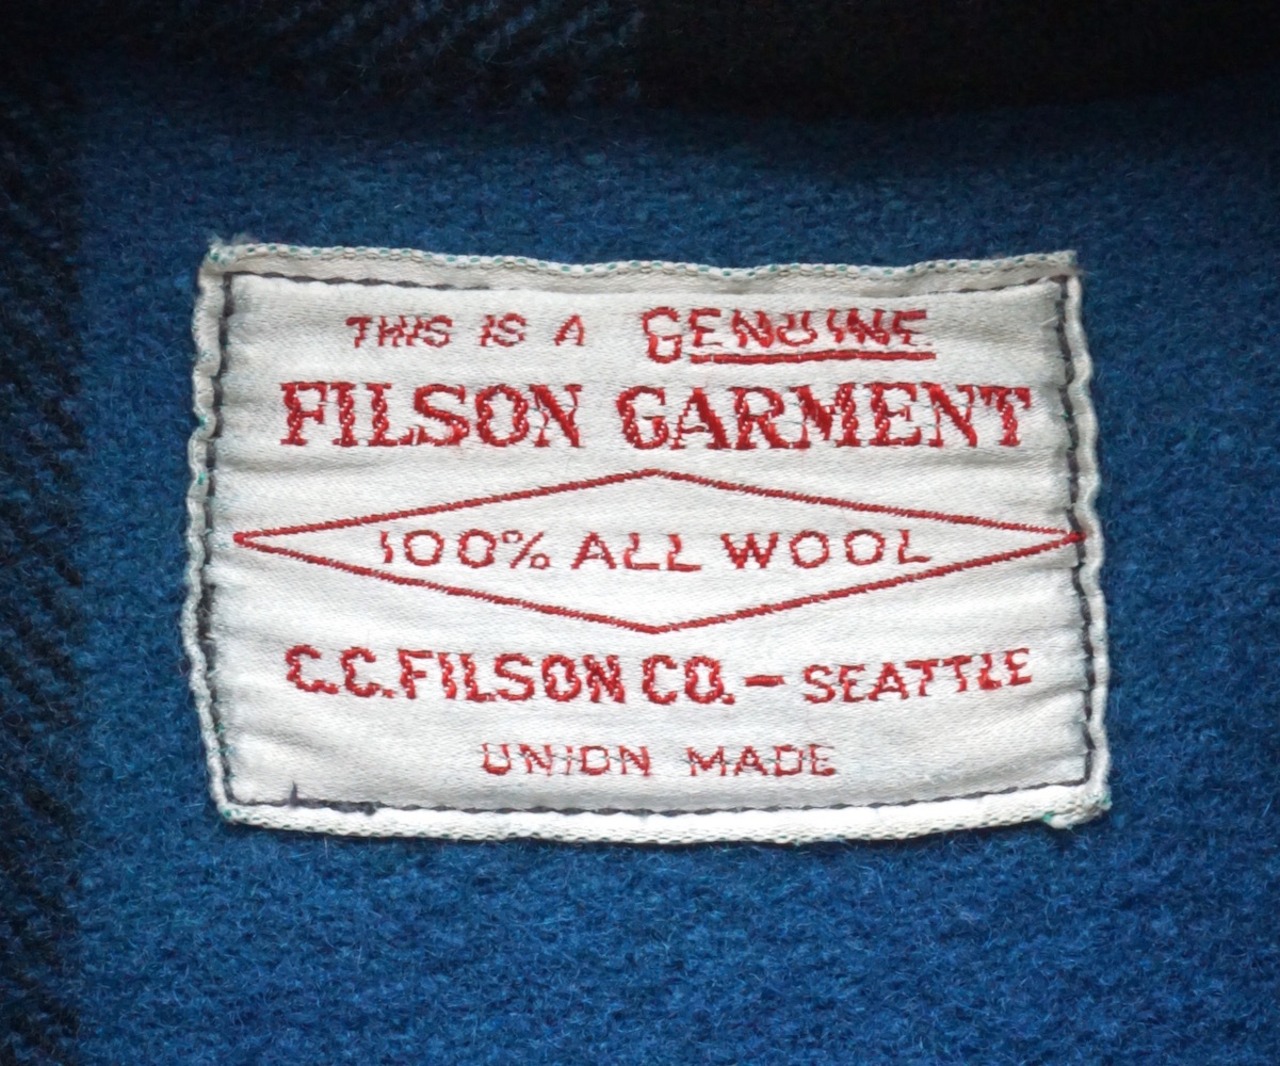 THIS IS A GENUINE
FILSON GARMENT
100% ALL WOOL
C.C. FILSON CO. - SEATTLE
UNION MADE